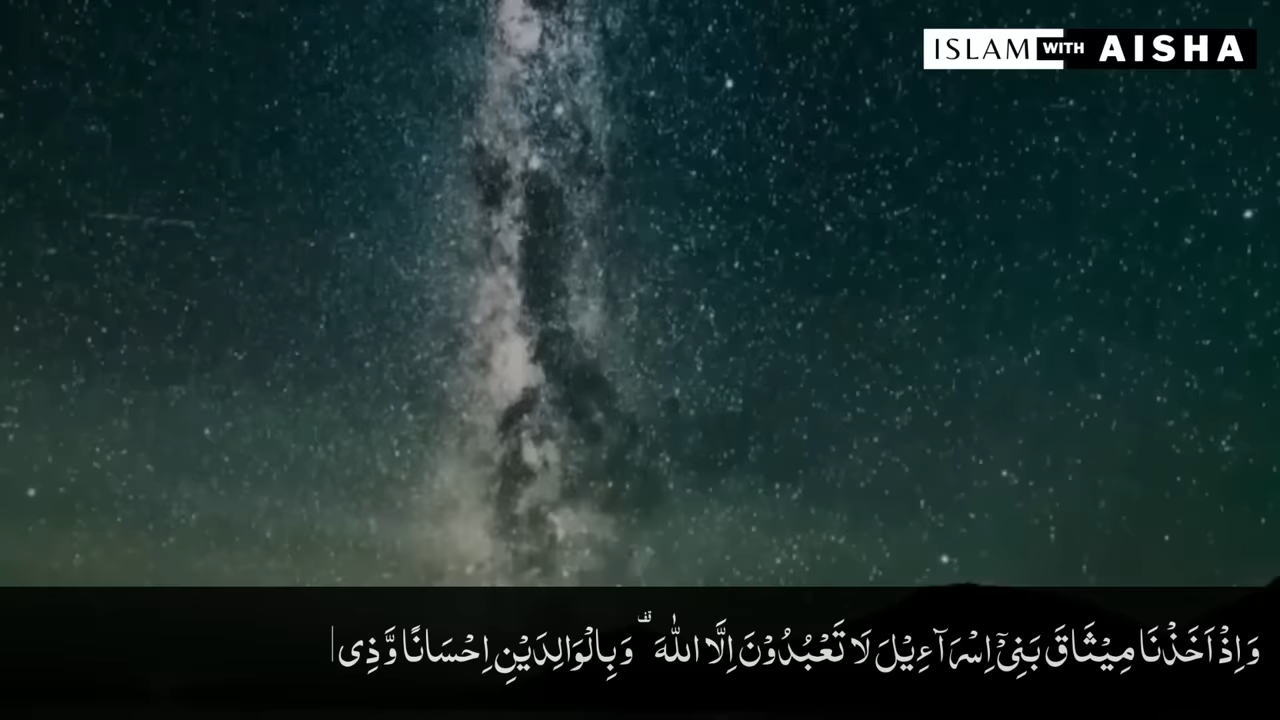 ISLAM WITH AISHA
وَاِذْ اَخَذْنَا مِيْثَاقَ بَنِىْٓ اِسْرَآءِيْلَ لَا تَعْبُدُوْنَ اِلَّا اللّٰهَ ۟ وَبِالْوَالِدَيْنِ اِحْسَانًا وَّذِى